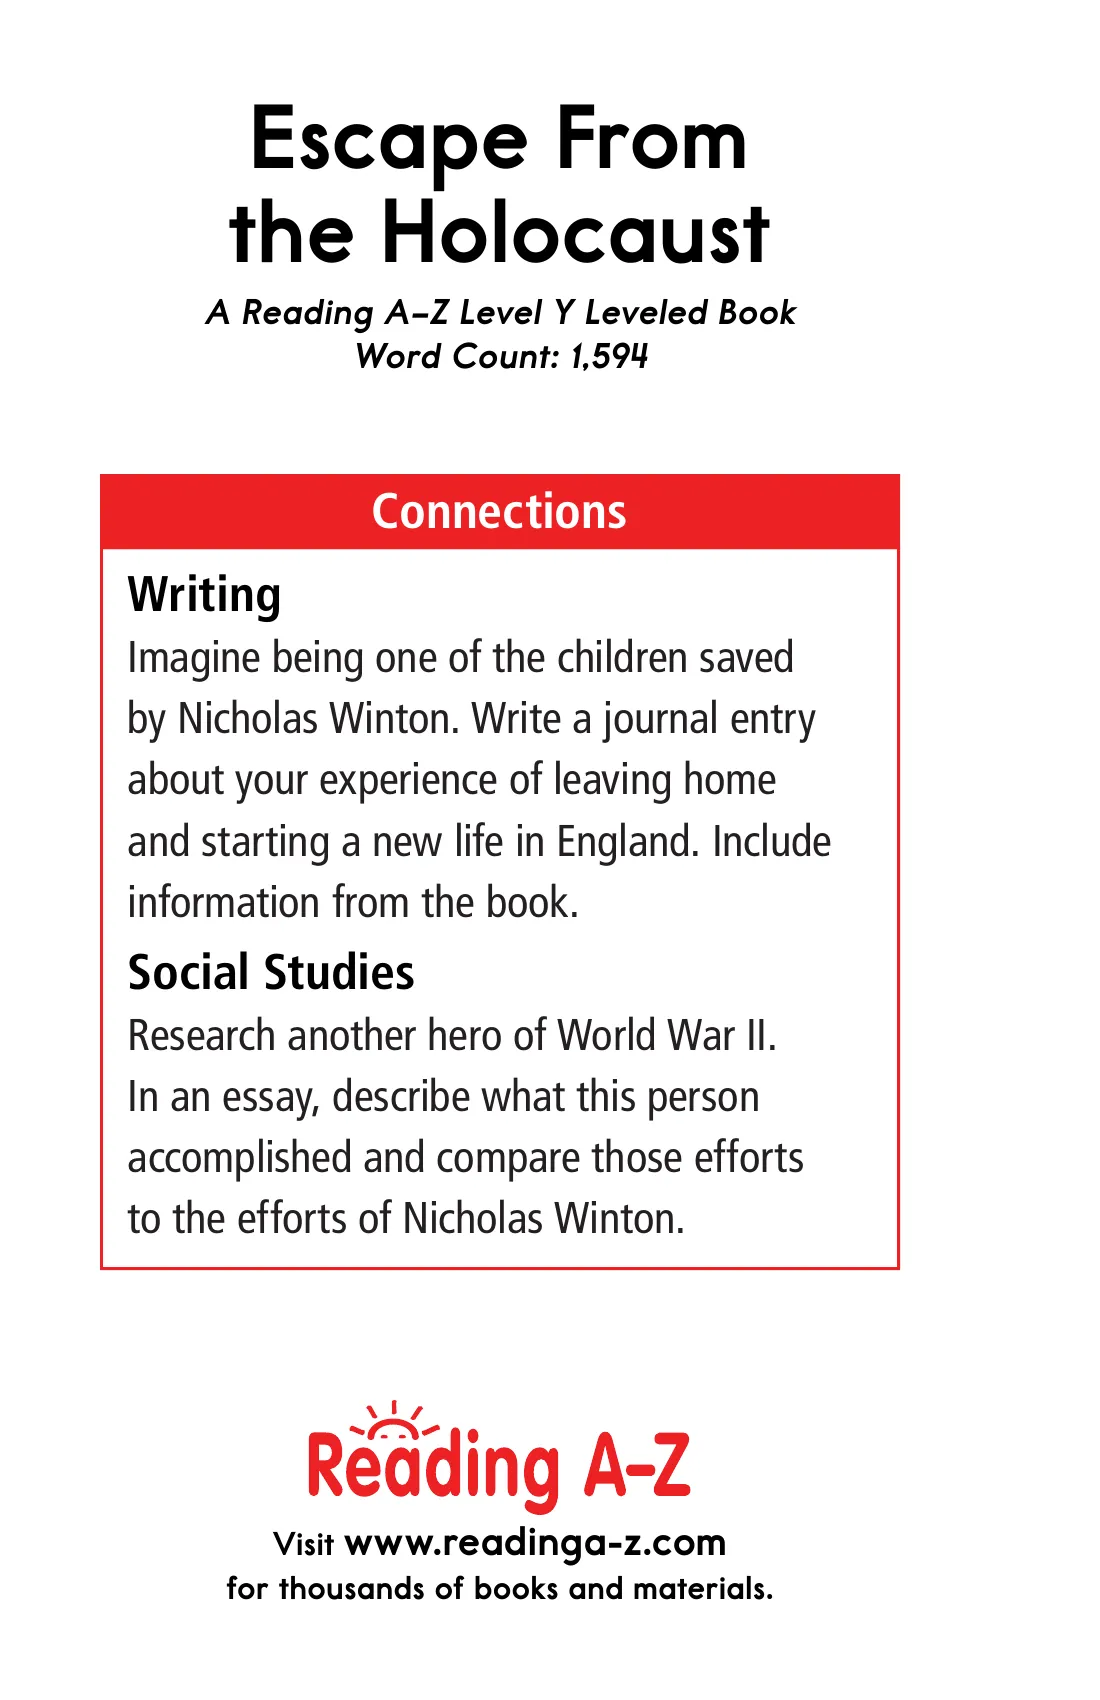 Escape From
the Holocaust
A Reading A–Z Level Y Leveled Book
Word Count: 1,594
Connections
Writing
Imagine being one of the children saved
by Nicholas Winton. Write a journal entry
about your experience of leaving home
and starting a new life in England. Include
information from the book.
Social Studies
Research another hero of World War II.
In an essay, describe what this person
accomplished and compare those efforts
to the efforts of Nicholas Winton.
Reading A–Z
Visit www.readinga-z.com
for thousands of books and materials.